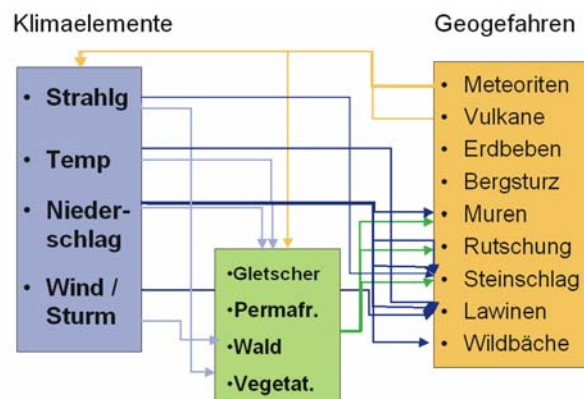 Klimaelemente
Geogefahren
• Strahlg
• Temp
• Nieder-
schlag
• Wind /
Sturm
•Gletscher
•Permafr.
•Wald
•Vegetat.
• Meteoriten
• Vulkane
• Erdbeben
• Bergsturz
• Muren
• Rutschung
• Steinschlag
• Lawinen
• Wildbäche